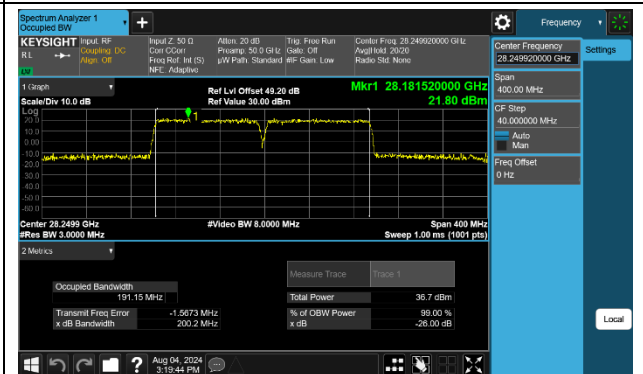 Spectrum Analyzer 1
Occupied BW
+
Frequency
KEYSIGHT Input: RF Input Z: 50 Ω Atten: 20 dB Trig: Free Run Center Freq: 28.249920000 GHz
RL Coupling: DC Corr CCorr Preamp: 50.0 GHz Gate: Off Avg|Hold: 20/20
Align: Off Freq Ref: Int (S) µW Path: Standard #IF Gain: Low Radio Std: None
NFE: Adaptive
LXI
Center Frequency
28.249920000 GHz
Settings
Span
400.00 MHz
CF Step
40.000000 MHz
Auto
Man
Freq Offset
0 Hz
1 Graph
Scale/Div 10.0 dB
Ref Lvl Offset 49.20 dB
Ref Value 30.00 dBm
Mkr1 28.181520000 GHz
21.80 dBm
Log
20.0
10.0
0.00
-10.0
-20.0
-30.0
-40.0
-50.0
-60.0
1
Center 28.2499 GHz #Video BW 8.0000 MHz Span 400 MHz
#Res BW 3.0000 MHz Sweep 1.00 ms (1001 pts)
2 Metrics
Measure Trace Trace 1
Occupied Bandwidth
191.15 MHz
Total Power 36.7 dBm
Transmit Freq Error -1.5673 MHz % of OBW Power 99.00 %
x dB Bandwidth 200.2 MHz x dB -26.00 dB
Local
? Aug 04, 2024
3:19:44 PM